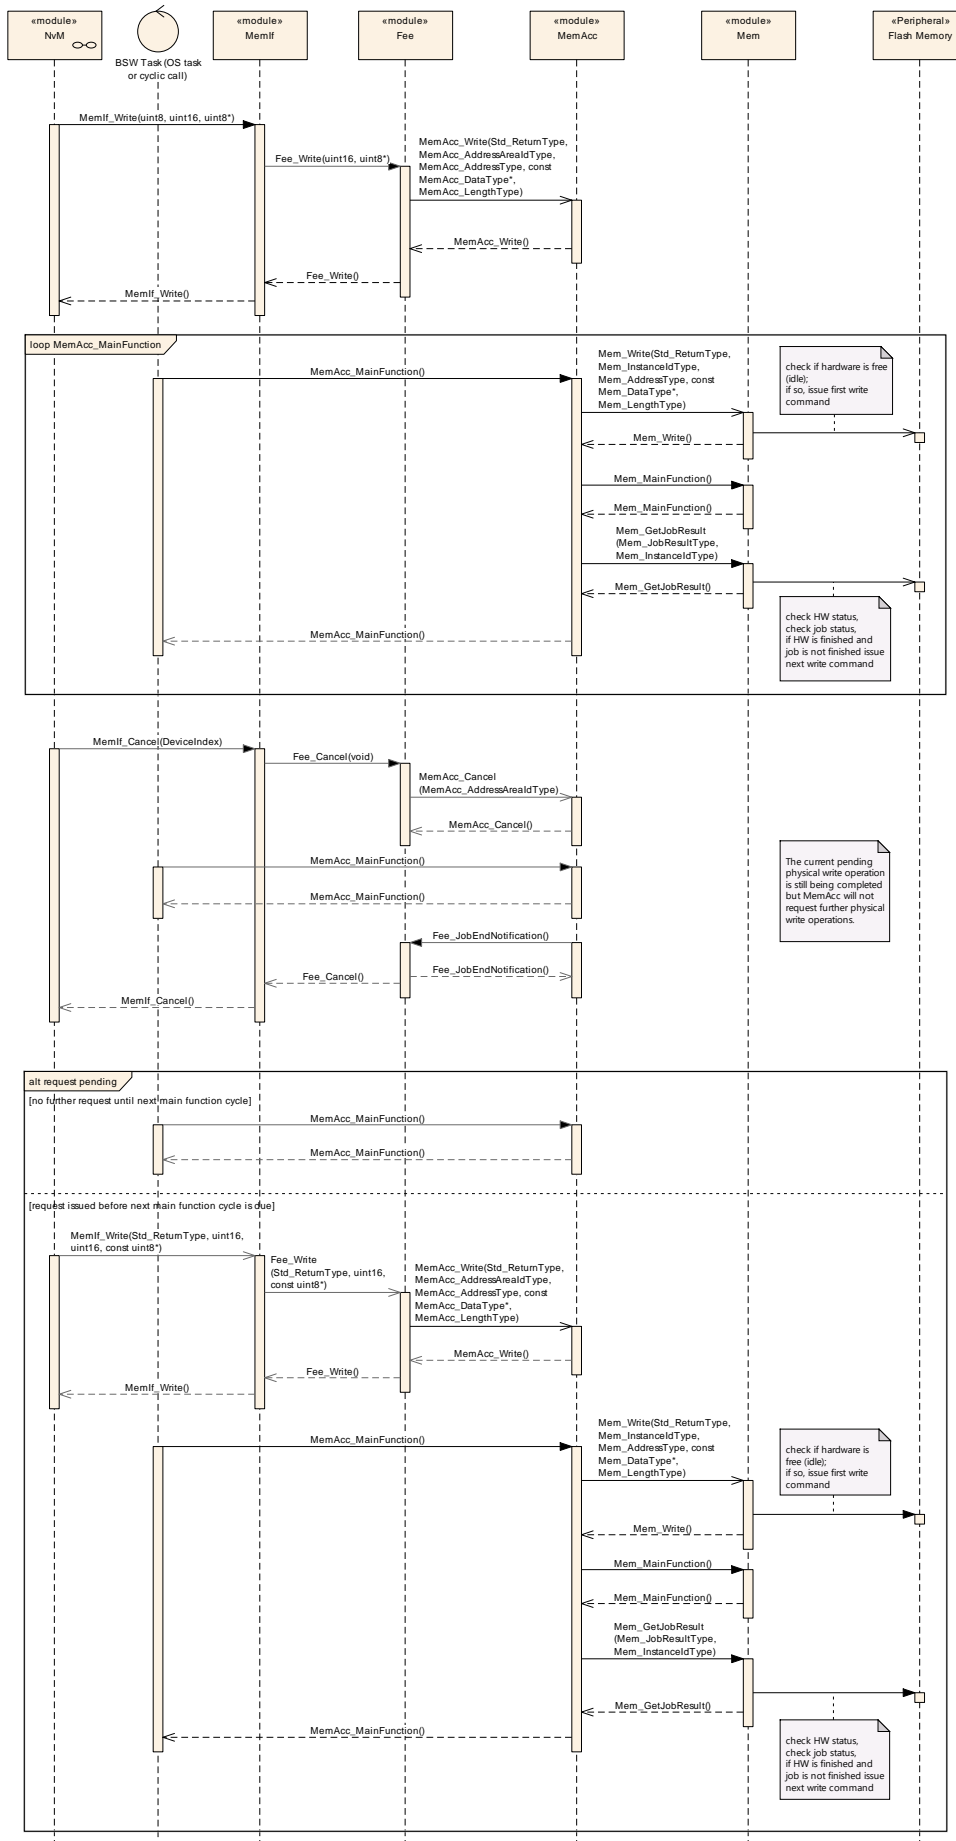 «module»
NvM
BSW Task (OS task
or cyclic call)
«module»
MemIf
«module»
Fee
«module»
MemAcc
«module»
Mem
«Peripheral»
Flash Memory
MemIf_Write(uint8, uint16, uint8*)
Fee_Write(uint16, uint8*)
MemAcc_Write(Std_ReturnType,
MemAcc_AddressAreaIdType,
MemAcc_AddressType, const
MemAcc_DataType*,
MemAcc_LengthType)
MemAcc_Write()
Fee_Write()
MemIf_Write()
loop MemAcc_MainFunction
MemAcc_MainFunction()
Mem_Write(Std_ReturnType,
Mem_InstanceIdType,
Mem_AddressType, const
Mem_DataType*,
Mem_LengthType)
check if hardware is free
(idle);
if so, issue first write
command
Mem_Write()
Mem_MainFunction()
Mem_MainFunction()
Mem_GetJobResult
(Mem_JobResultType,
Mem_InstanceIdType)
Mem_GetJobResult()
check HW status,
check job status,
if HW is finished and
job is not finished issue
next write command
MemAcc_MainFunction()
MemIf_Cancel(DeviceIndex)
Fee_Cancel(void)
MemAcc_Cancel
(MemAcc_AddressAreaIdType)
MemAcc_Cancel()
MemAcc_MainFunction()
MemAcc_MainFunction()
The current pending
physical write operation
is still being completed
but MemAcc will not
request further physical
write operations.
Fee_JobEndNotification()
Fee_JobEndNotification()
Fee_Cancel()
MemIf_Cancel()
alt request pending
[no further request until next main function cycle]
MemAcc_MainFunction()
MemAcc_MainFunction()
[request issued before next main function cycle is due]
MemIf_Write(Std_ReturnType, uint16,
uint16, const uint8*)
Fee_Write
(Std_ReturnType, uint16,
const uint8*)
MemAcc_Write(Std_ReturnType,
MemAcc_AddressAreaIdType,
MemAcc_AddressType, const
MemAcc_DataType*,
MemAcc_LengthType)
MemAcc_Write()
Fee_Write()
MemIf_Write()
MemAcc_MainFunction()
Mem_Write(Std_ReturnType,
Mem_InstanceIdType,
Mem_AddressType, const
Mem_DataType*,
Mem_LengthType)
check if hardware is
free (idle);
if so, issue first write
command
Mem_Write()
Mem_MainFunction()
Mem_MainFunction()
Mem_GetJobResult
(Mem_JobResultType,
Mem_InstanceIdType)
Mem_GetJobResult()
MemAcc_MainFunction()
check HW status,
check job status,
if HW is finished and
job is not finished issue
next write command